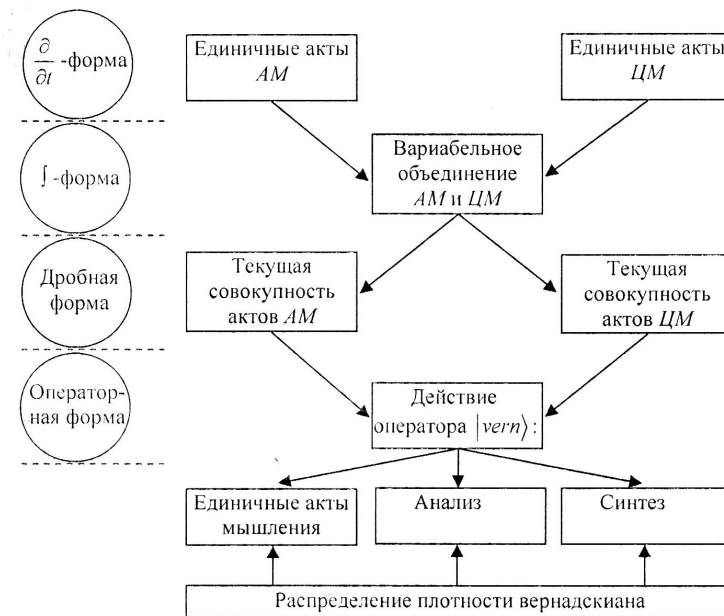 ∂/∂t -форма
Единичные акты
АМ
Единичные акты
ЦМ
∫-форма
Вариабельное
объединение
АМ и ЦМ
Дробная
форма
Текущая
совокупность
актов АМ
Текущая
совокупность
актов ЦМ
Оператор-
ная форма
Действие
оператора |vern⟩:
Единичные акты
мышления
Анализ
Синтез
Распределение плотности вернадскиана